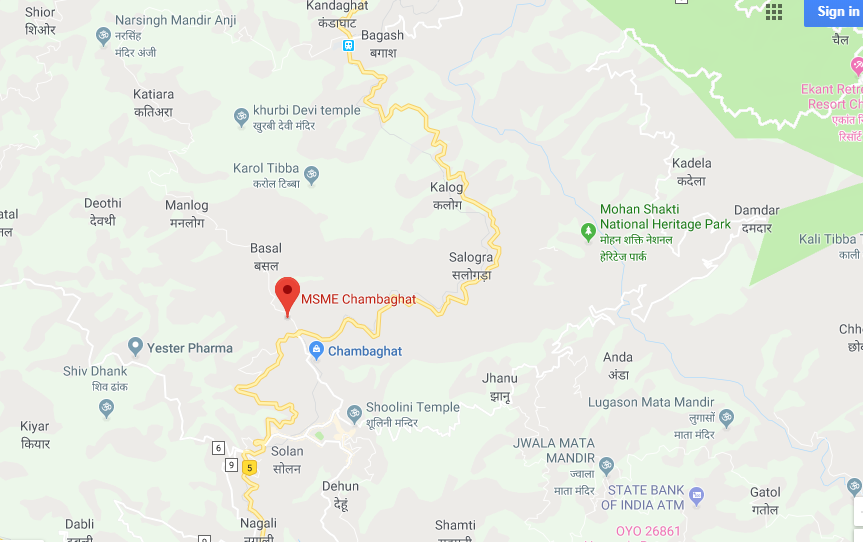 Shior
शिओर
Narsingh Mandir Anji
नरसिंह
मंदिर अंजी
Kandaghat
कंडाघाट
Bagash
बगाश
Sign in
चैल
Katiara
कतिअरा
khurbi Devi temple
खुरबी देवी मंदिर
Ekant Retre
Resort Ch
Karol Tibba
करोल टिब्बा
Kalog
कलोग
Kadela
कदेला
Deothi
देवथी
Manlog
मनलोग
Mohan Shakti
National Heritage Park
मोहन शक्ति नेशनल
हेरिटेज पार्क
Damdar
दमदार
Basal
बसल
Salogra
सलोगड़ा
Kali Tibba T
काली
MSME Chambaghat
Yester Pharma
Chambaghat
Shiv Dhank
शिव ढांक
Jhanu
झानू
Anda
अंडा
Shoolini Temple
शूलिनी मन्दिर
Lugason Mata Mandir
लुगासों
माता मंदिर
Kiyar
कियार
6
9
5
Solan
सोलन
JWALA MATA
MANDIR
ज्वाला
माता मंदिर
Dehun
देहूं
STATE BANK
OF INDIA ATM
Gatol
गतोल
Dabli
Nagali
नगाली
Shamti
OYO 26861